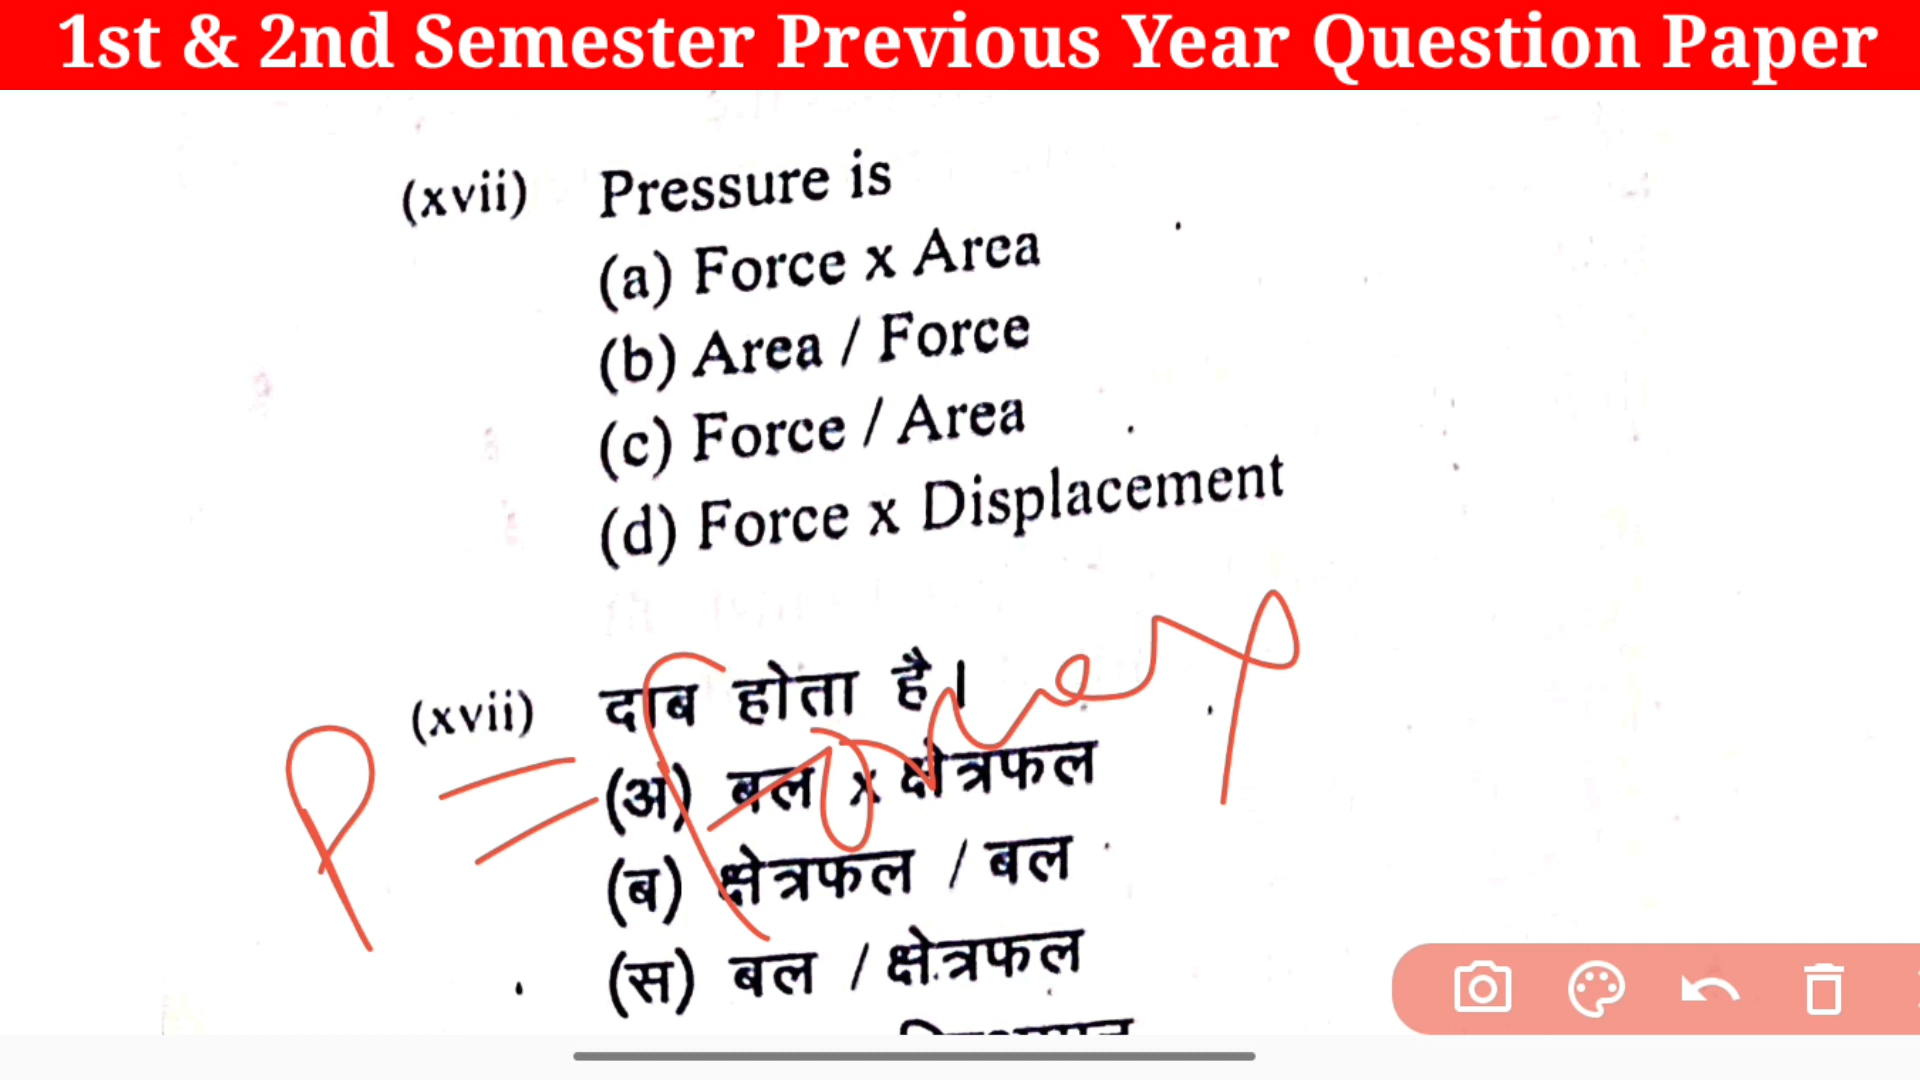 1st & 2nd Semester Previous Year Question Paper
(xvii) Pressure is
(a) Force x Area
(b) Area / Force
(c) Force / Area
(d) Force x Displacement
(xvii) दाब होता है।
(अ) बल x क्षेत्रफल
(ब) क्षेत्रफल / बल
(स) बल / क्षेत्रफल
P =